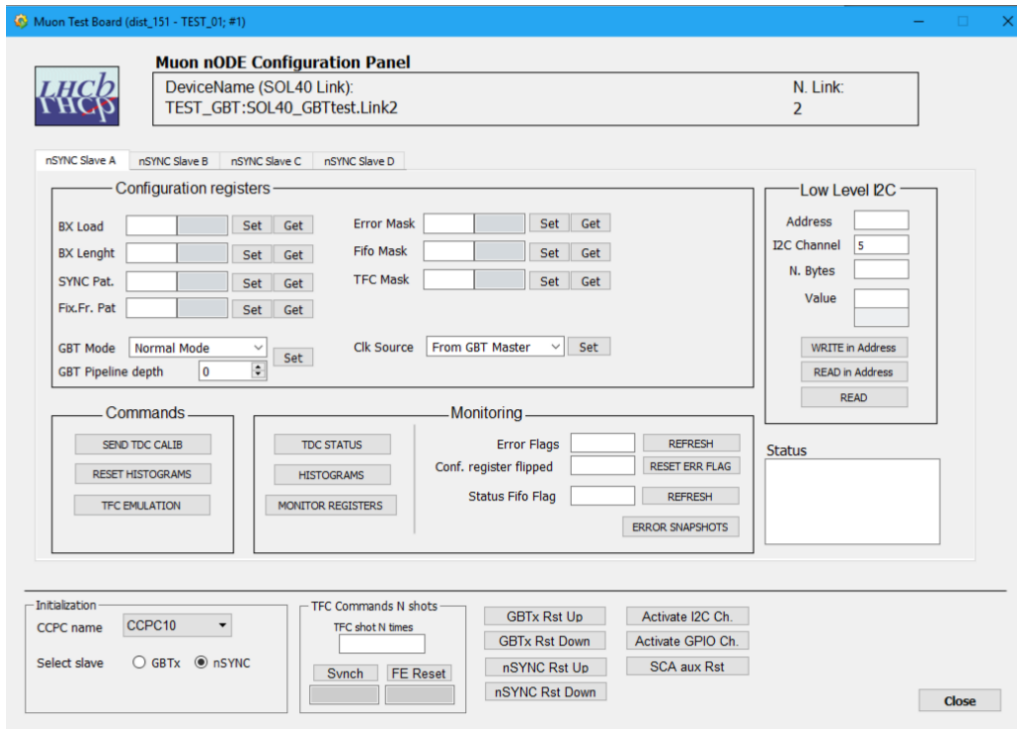 Muon Test Board (dist_151 - TEST_01; #1)
LHCb
ГНСр
Muon nODE Configuration Panel
DeviceName (SOL40 Link):
N. Link:
TEST_GBT:SOL40_GBTtest.Link2
2
nSYNC Slave A
nSYNC Slave B
nSYNC Slave C
nSYNC Slave D
Configuration registers
BX Load
Set
Get
BX Lenght
Set
Get
SYNC Pat.
Set
Get
Fix.Fr. Pat
Set
Get
Error Mask
Set
Get
Fifo Mask
Set
Get
TFC Mask
Set
Get
GBT Mode
Normal Mode
GBT Pipeline depth
0
Set
Clk Source
From GBT Master
Set
Low Level I2C
Address
I2C Channel
5
N. Bytes
Value
WRITE in Address
READ in Address
READ
Commands
SEND TDC CALIB
RESET HISTOGRAMS
TFC EMULATION
Monitoring
TDC STATUS
HISTOGRAMS
MONITOR REGISTERS
Error Flags
REFRESH
Conf. register flipped
RESET ERR FLAG
Status Fifo Flag
REFRESH
ERROR SNAPSHOTS
Status
Initialization
CCPC name
CCPC10
Select slave
GBTx
nSYNC
TFC Commands N shots
TFC shot N times
Synch
FE Reset
GBTx Rst Up
GBTx Rst Down
nSYNC Rst Up
nSYNC Rst Down
Activate I2C Ch.
Activate GPIO Ch.
SCA aux Rst
Close